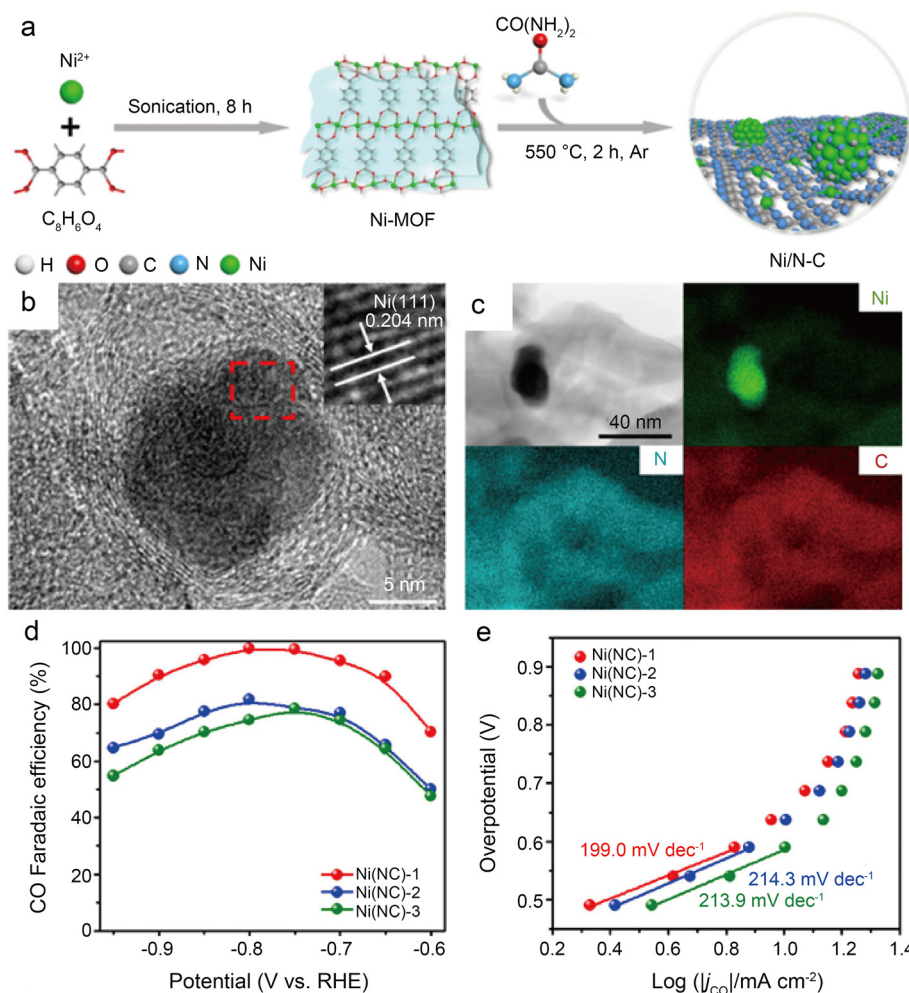 a
Ni²⁺
+
C₈H₆O₄
Sonication, 8 h
Ni-MOF
CO(NH₂)₂
550 °C, 2 h, Ar
Ni/N-C
H O C N Ni
b
Ni(111)
0.204 nm
5 nm
c
40 nm
Ni
N
C
d
CO Faradaic efficiency (%)
100
80
60
40
20
0
Ni(NC)-1
Ni(NC)-2
Ni(NC)-3
-0.9 -0.8 -0.7 -0.6
Potential (V vs. RHE)
e
Overpotential (V)
0.9
0.8
0.7
0.6
0.5
Ni(NC)-1
Ni(NC)-2
Ni(NC)-3
199.0 mV dec⁻¹
214.3 mV dec⁻¹
213.9 mV dec⁻¹
0.2 0.4 0.6 0.8 1.0 1.2 1.4
Log (|j_CO|/mA cm⁻²)